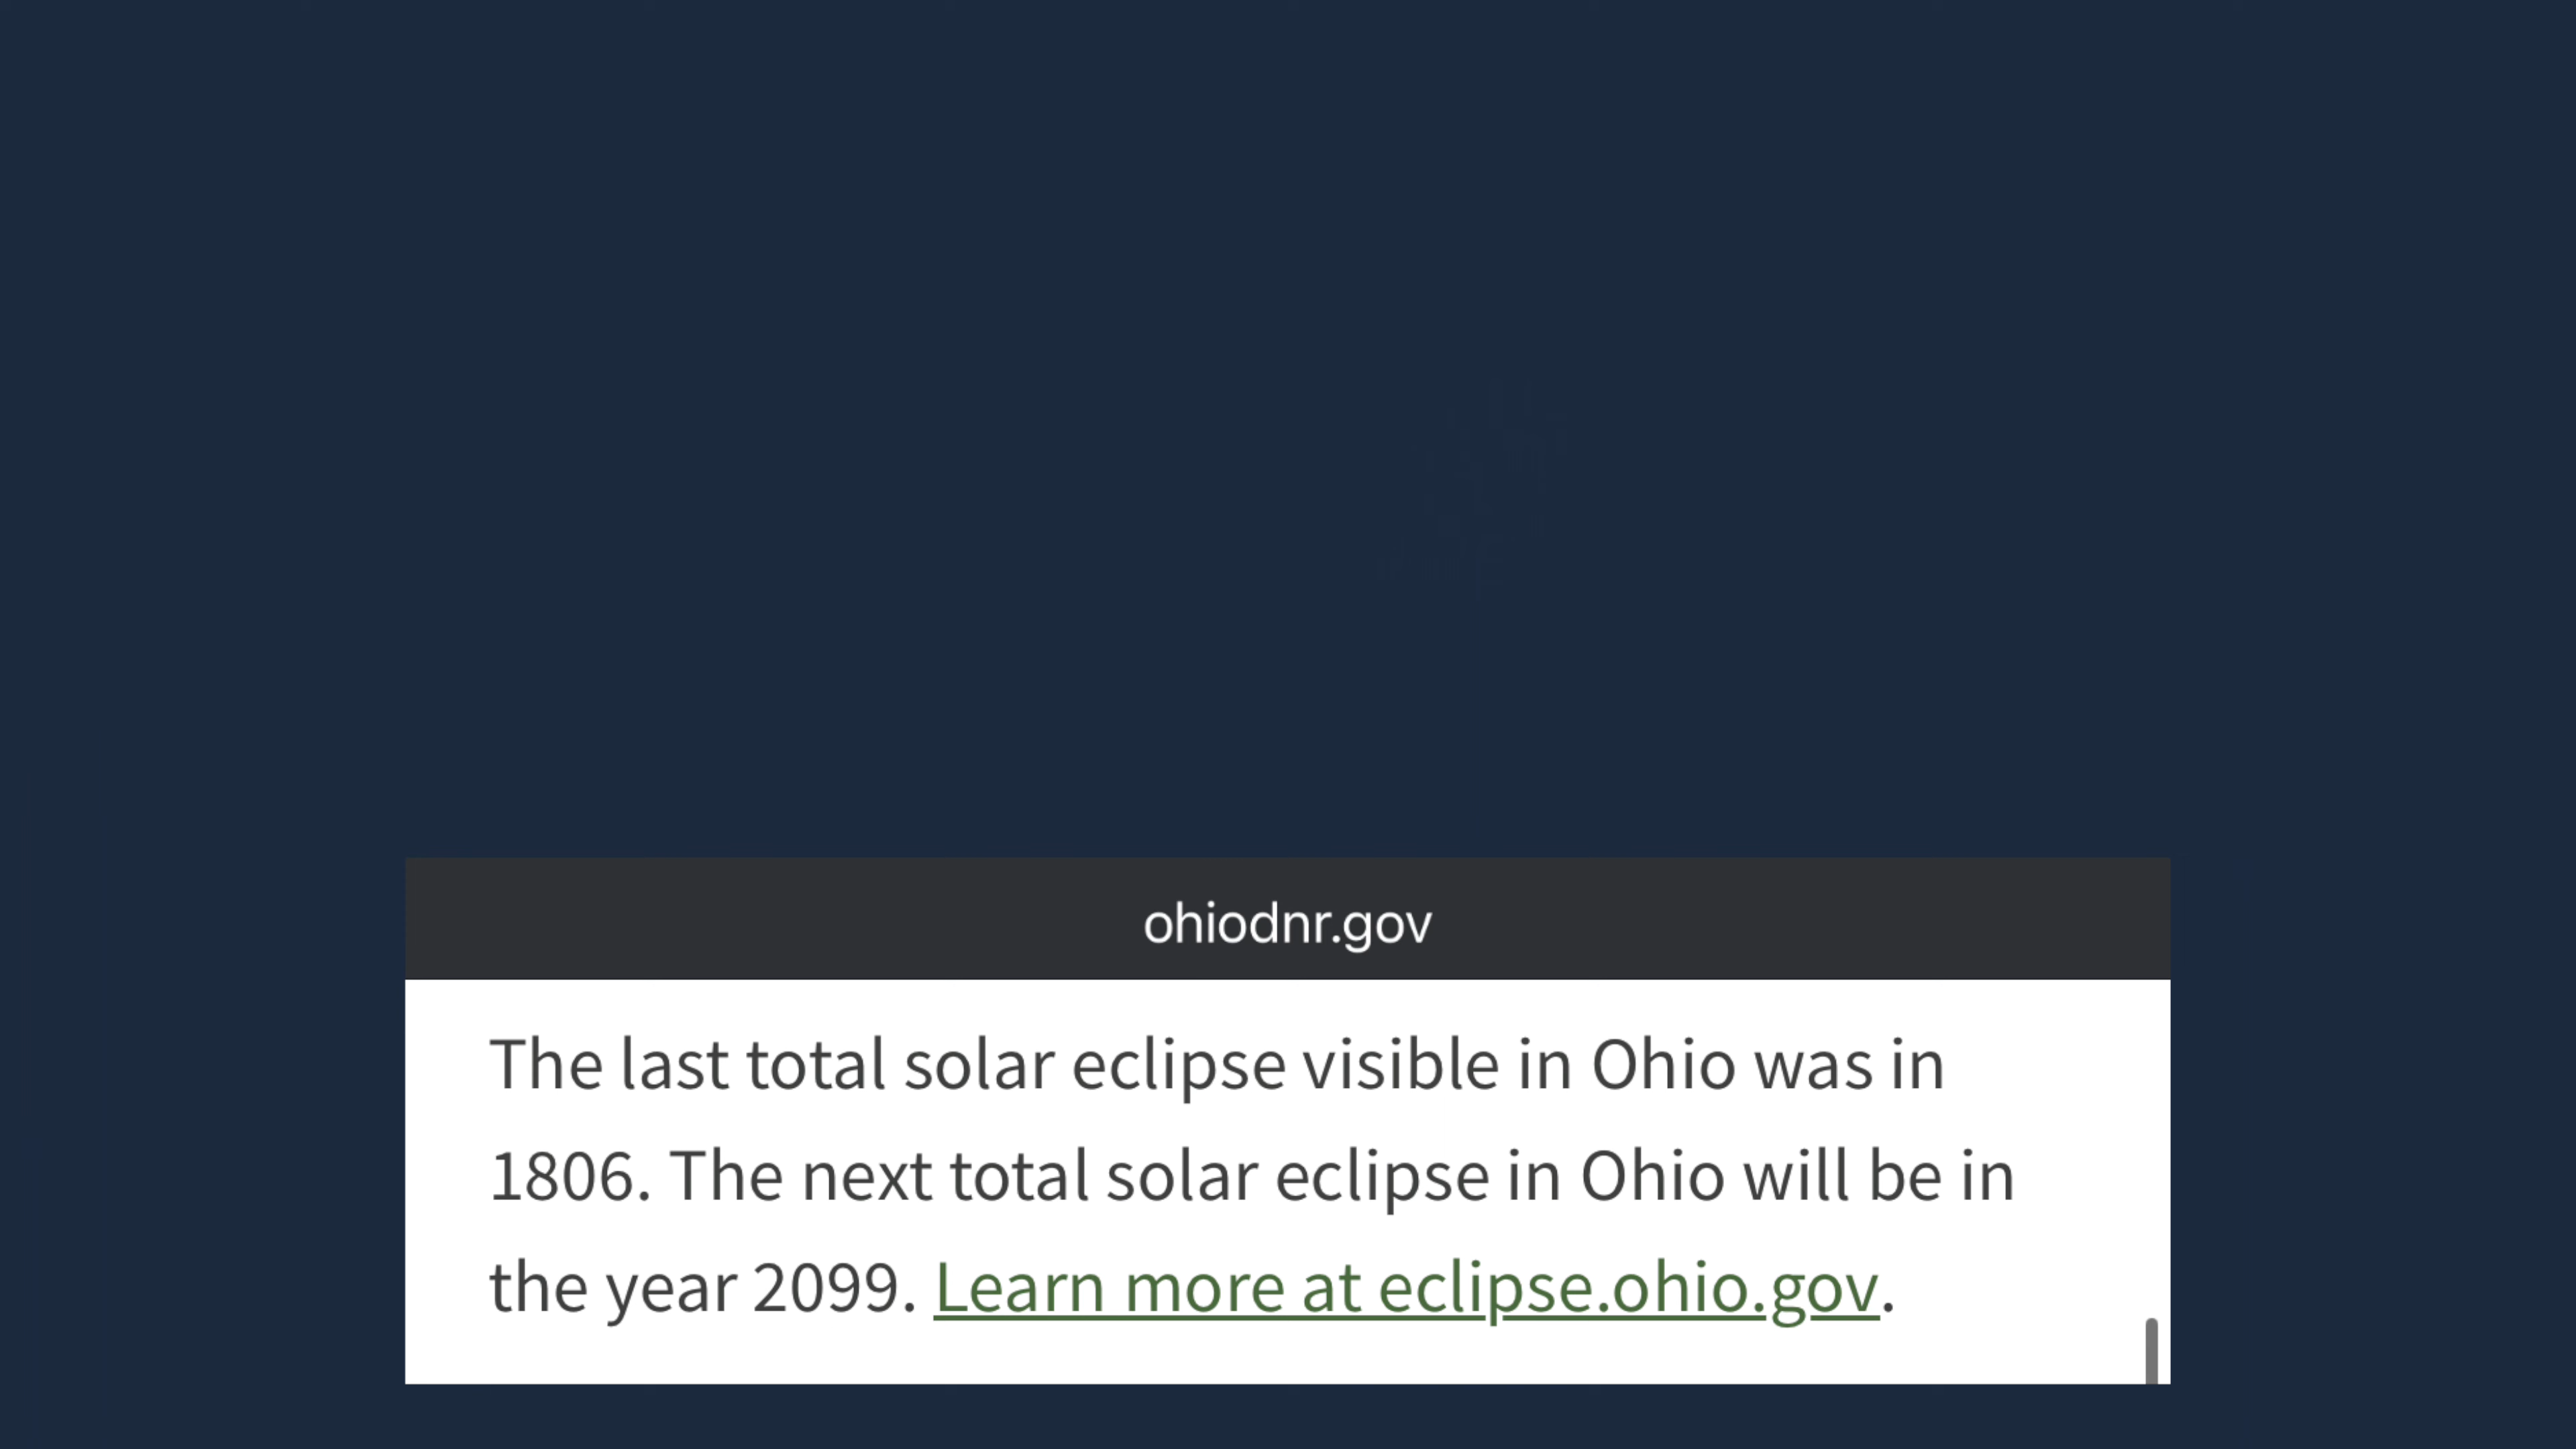 ohiodnr.gov
The last total solar eclipse visible in Ohio was in
1806. The next total solar eclipse in Ohio will be in
the year 2099. Learn more at eclipse.ohio.gov.